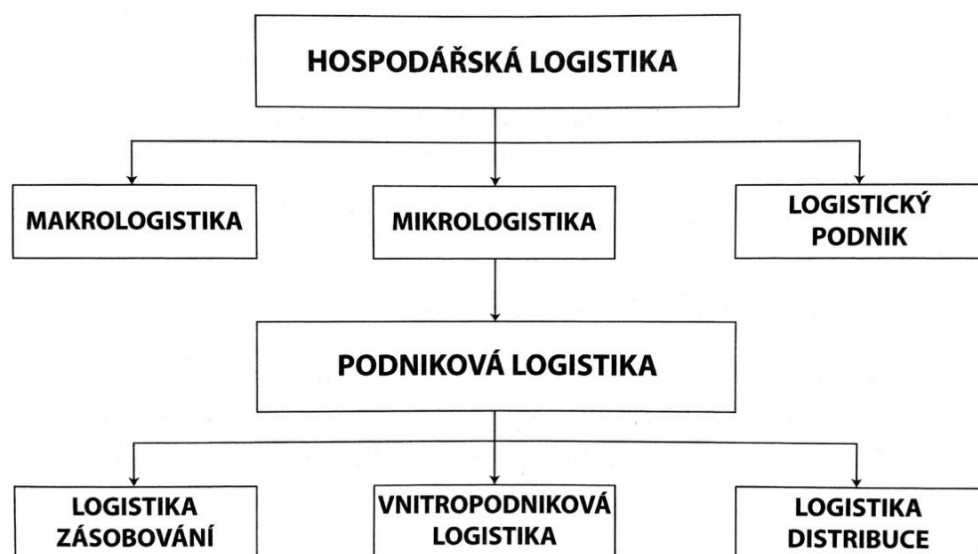 HOSPODÁŘSKÁ LOGISTIKA
MAKROLOGISTIKA
MIKROLOGISTIKA
LOGISTICKÝ
PODNIK
PODNIKOVÁ LOGISTIKA
LOGISTIKA
ZÁSOBOVÁNÍ
VNITROPODNIKOVÁ
LOGISTIKA
LOGISTIKA
DISTRIBUCE